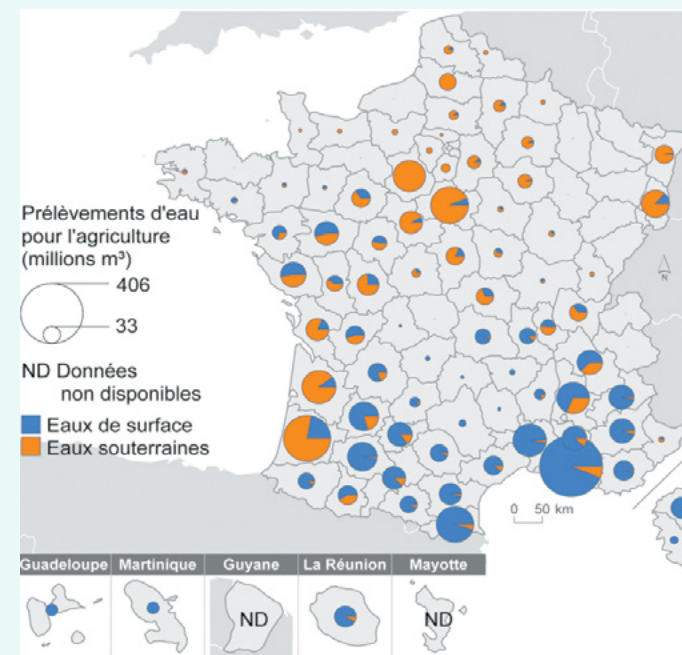 Prélèvements d'eau
pour l'agriculture
(millions m³)
406
33
ND Données
non disponibles
Eaux de surface
Eaux souterraines
N
0 50 km
Guadeloupe
Martinique
Guyane
La Réunion
Mayotte
ND
ND